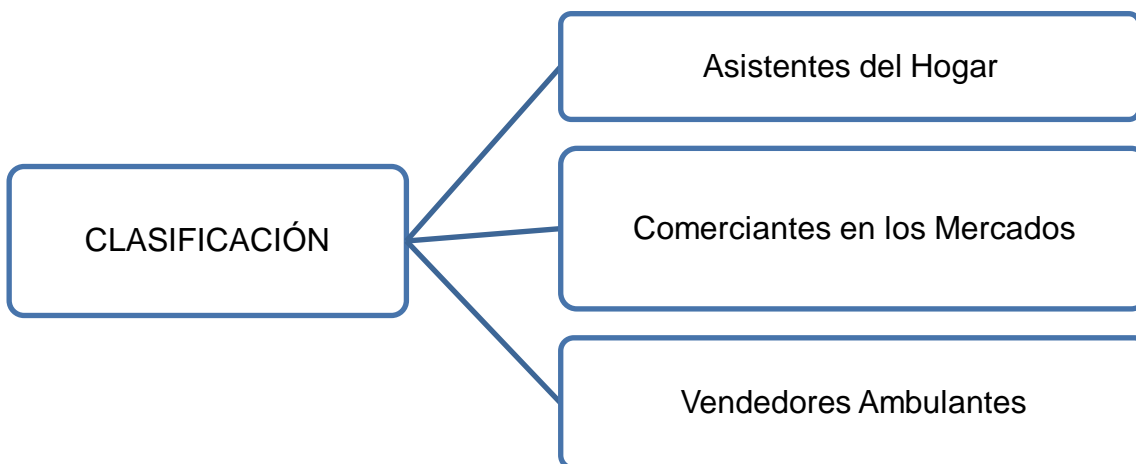 Asistentes del Hogar
CLASIFICACIÓN
Comerciantes en los Mercados
Vendedores Ambulantes